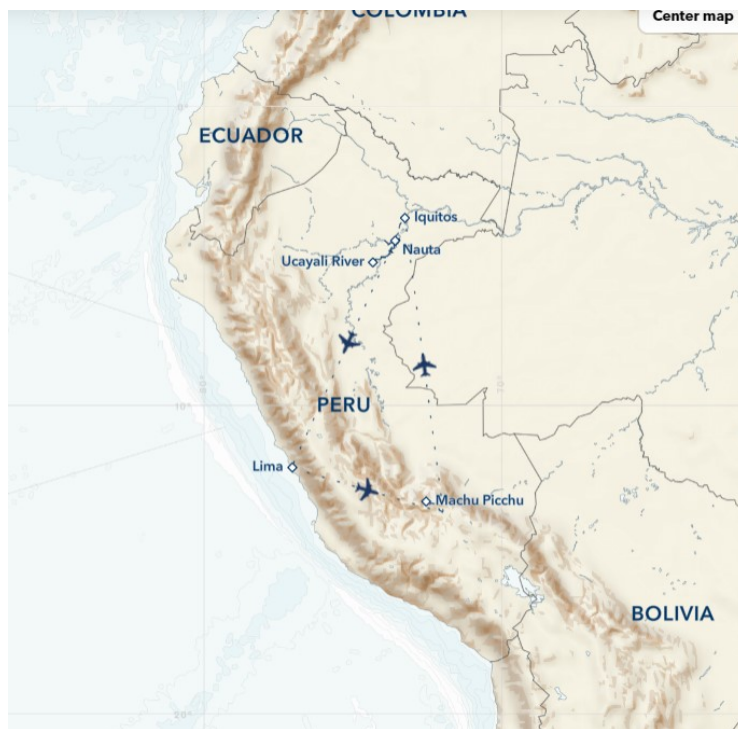 COLOMBIA
Center map
ECUADOR
Iquitos
Nauta
Ucayali River
PERU
Lima
Machu Picchu
BOLIVIA